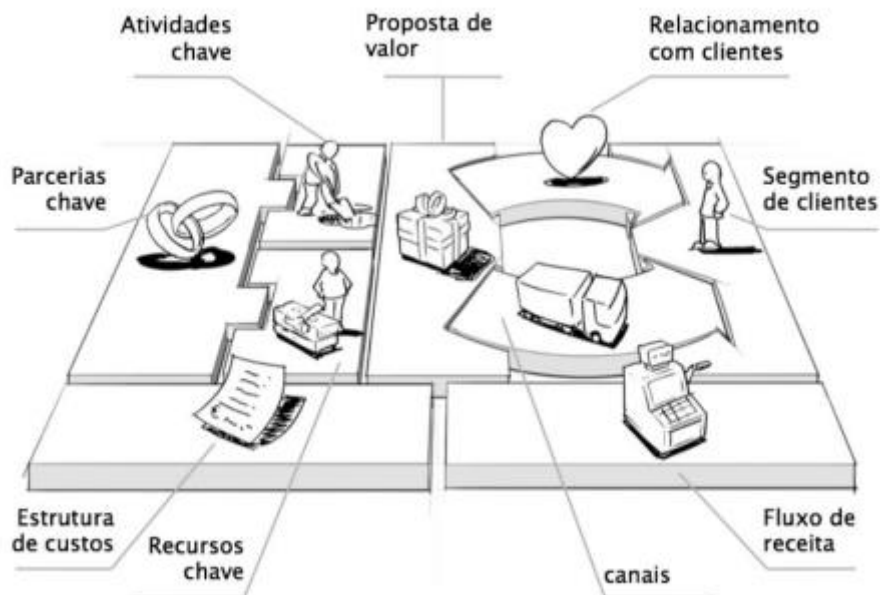 Atividades
chave
Proposta de
valor
Relacionamento
com clientes
Parcerias
chave
Segmento
de clientes
Estrutura
de custos
Recursos
chave
canais
Fluxo de
receita